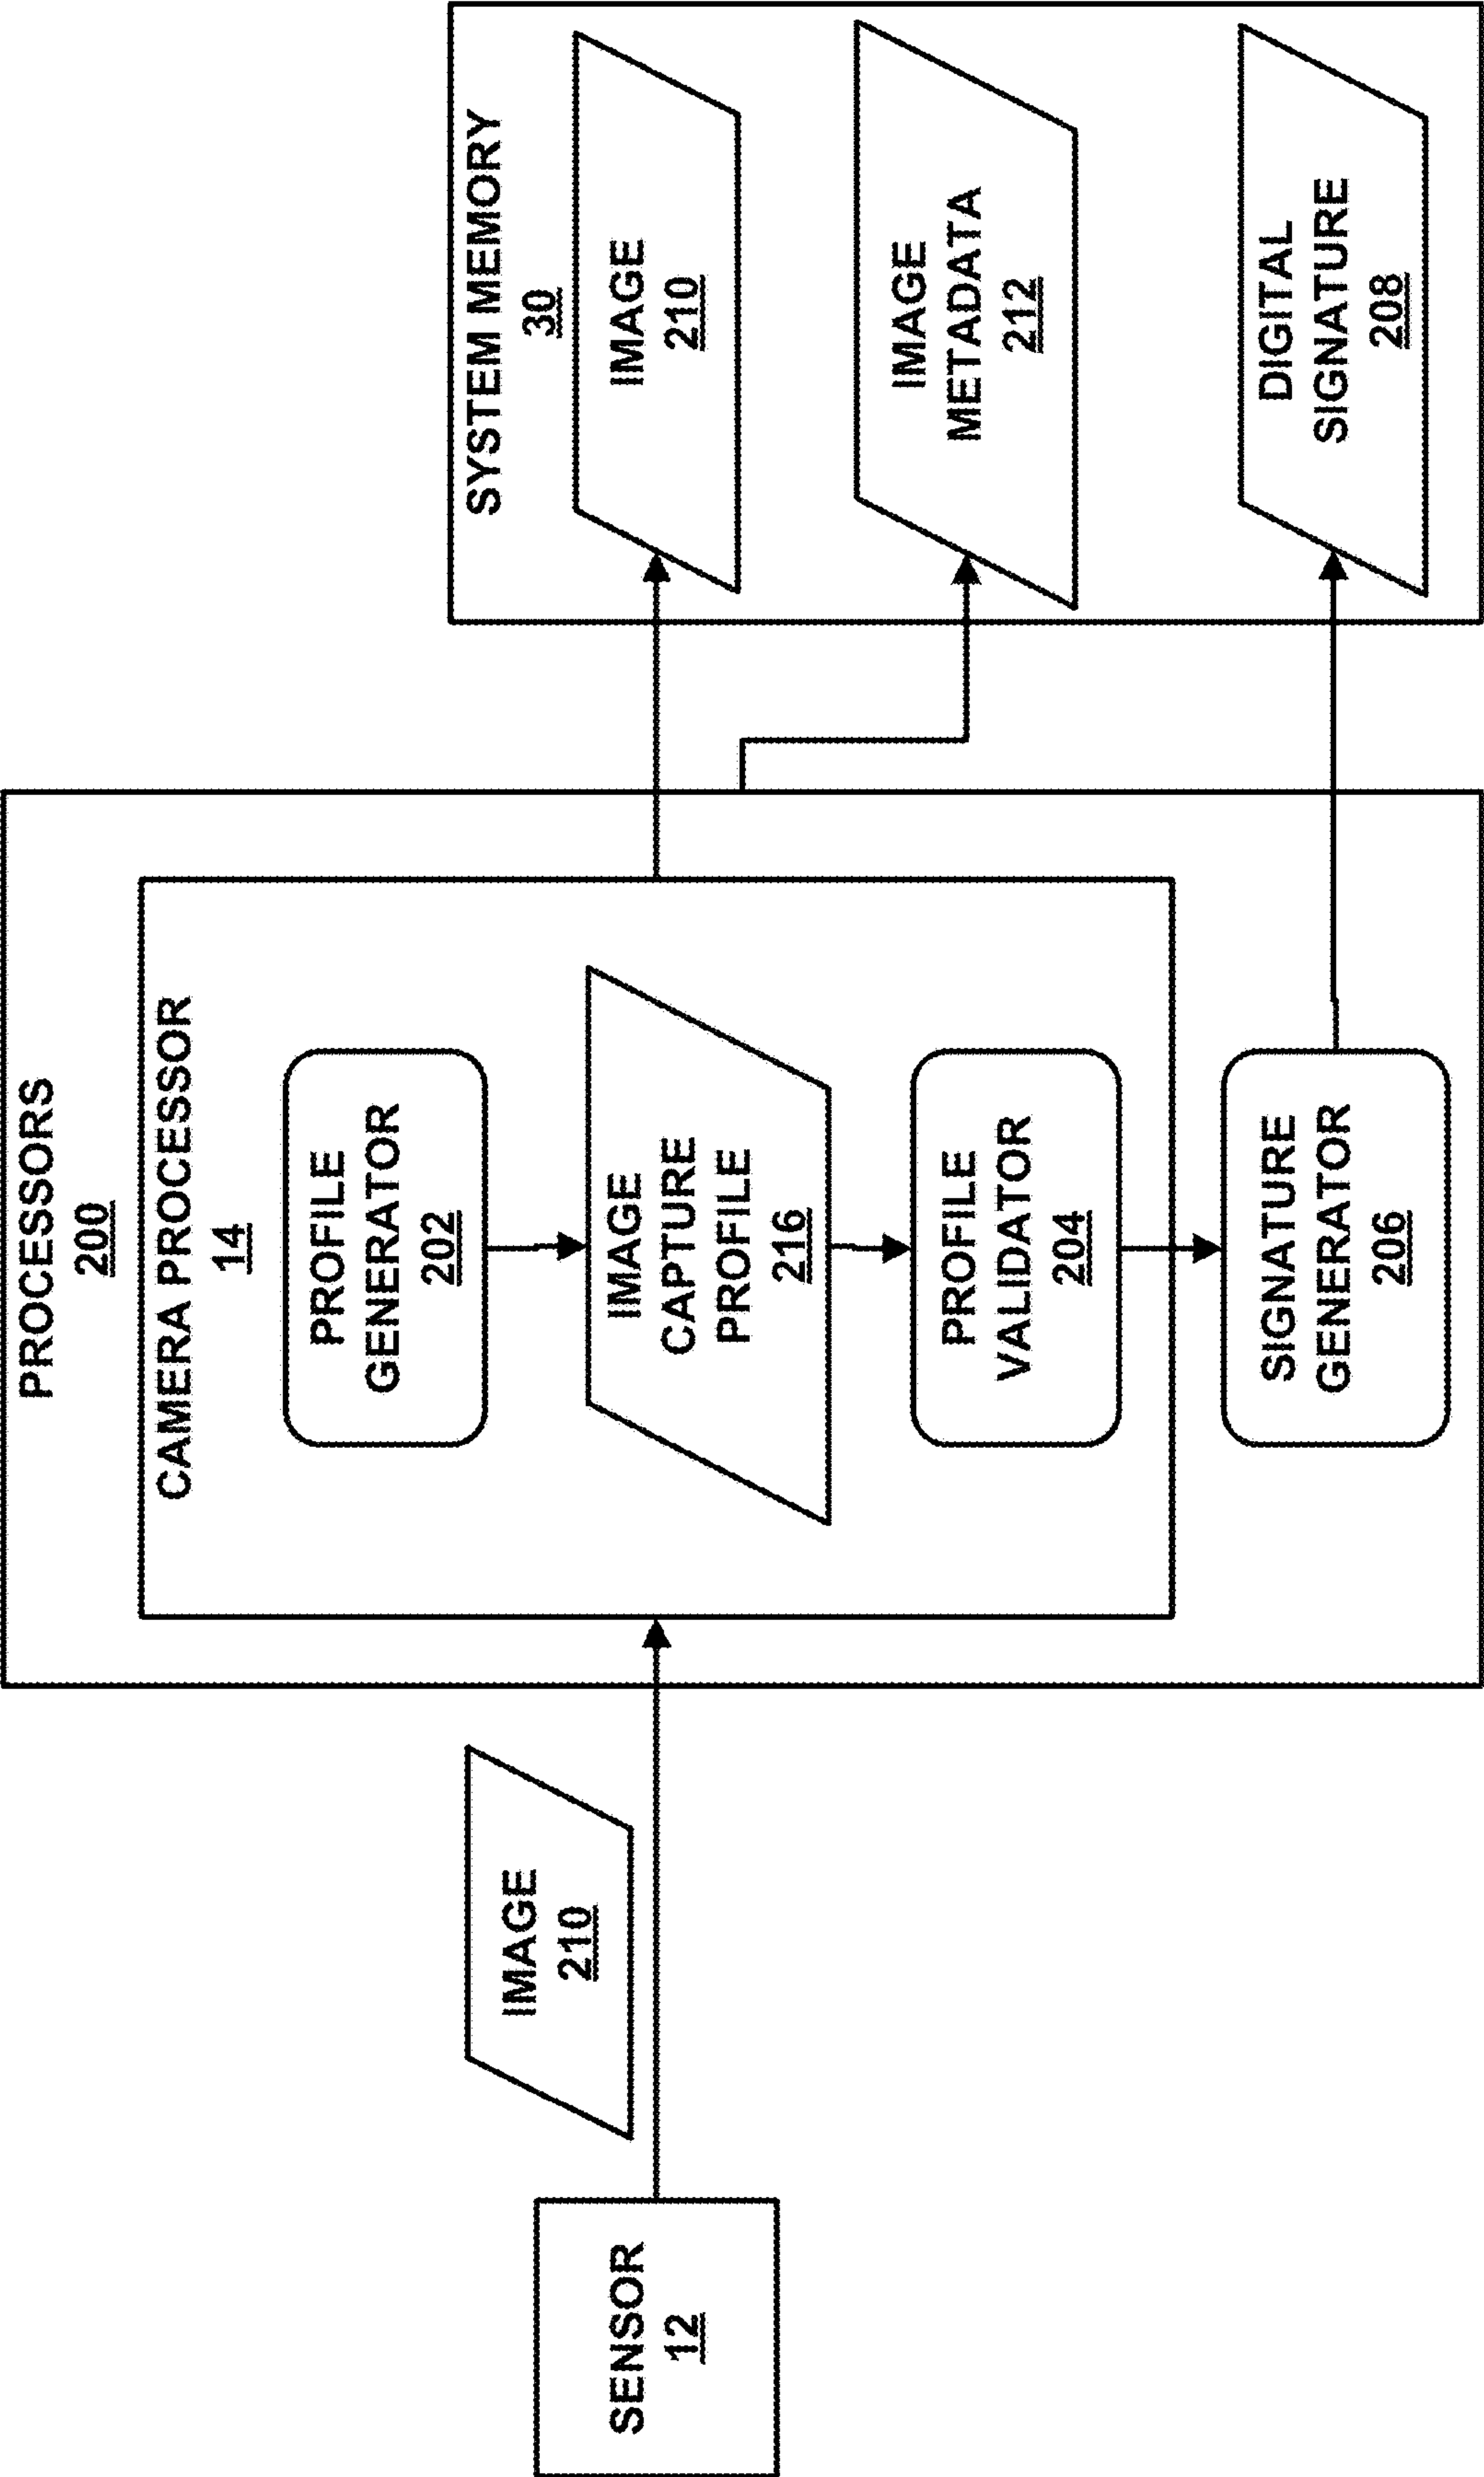 SENSOR
12
IMAGE
210
PROCESSORS
200
CAMERA PROCESSOR
14
PROFILE
GENERATOR
202
IMAGE
CAPTURE
PROFILE
216
PROFILE
VALIDATOR
204
SIGNATURE
GENERATOR
206
SYSTEM MEMORY
30
IMAGE
210
IMAGE
METADATA
212
DIGITAL
SIGNATURE
208